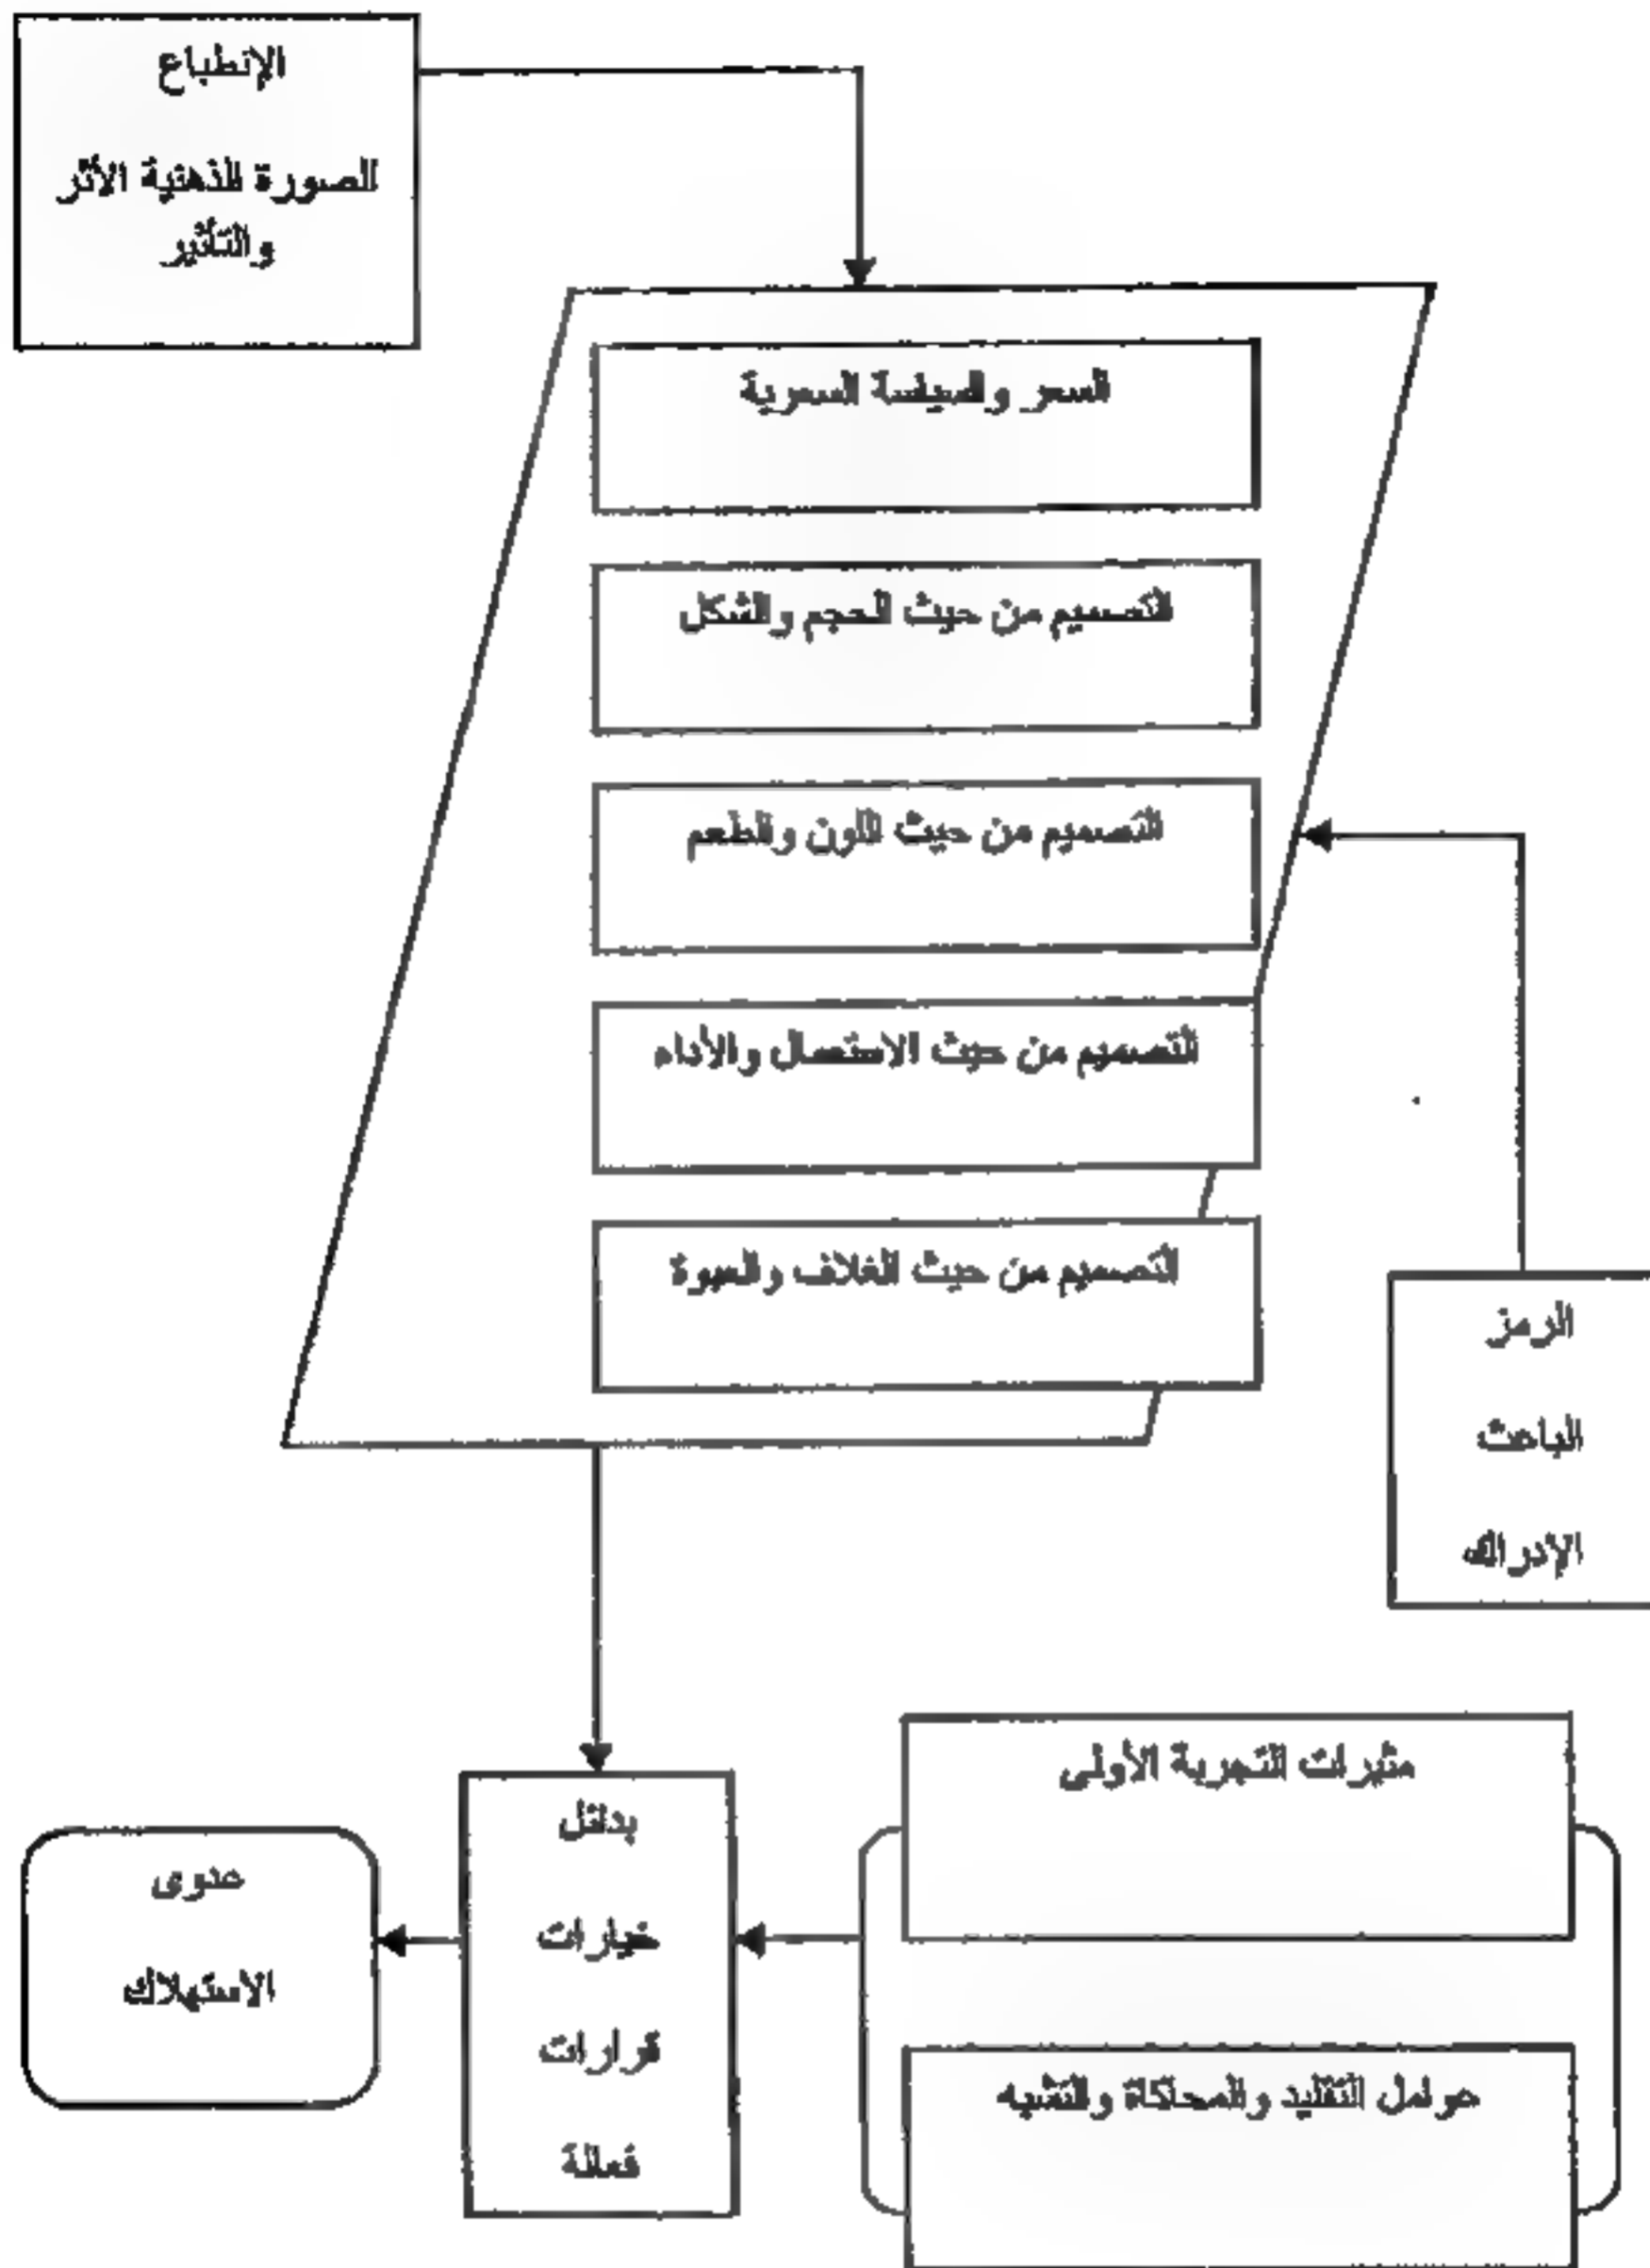 الإنطباع
الصورة الذهنية الأثر
والتأثير
السعر والسياسة السعرية
التصميم من حيث الحجم والشكل
التصميم من حيث اللون والطعم
التصميم من حيث الاستعمال والأداء
التصميم من حيث الغلاف والعبوة
الرمز
الباعث
الإدراك
مثيرات التجربة الأولى
عوامل التقليد والمحاكاة والتشبه
بدائل
خيارات
قرارات
فعالة
عدوى
الاستهلاك